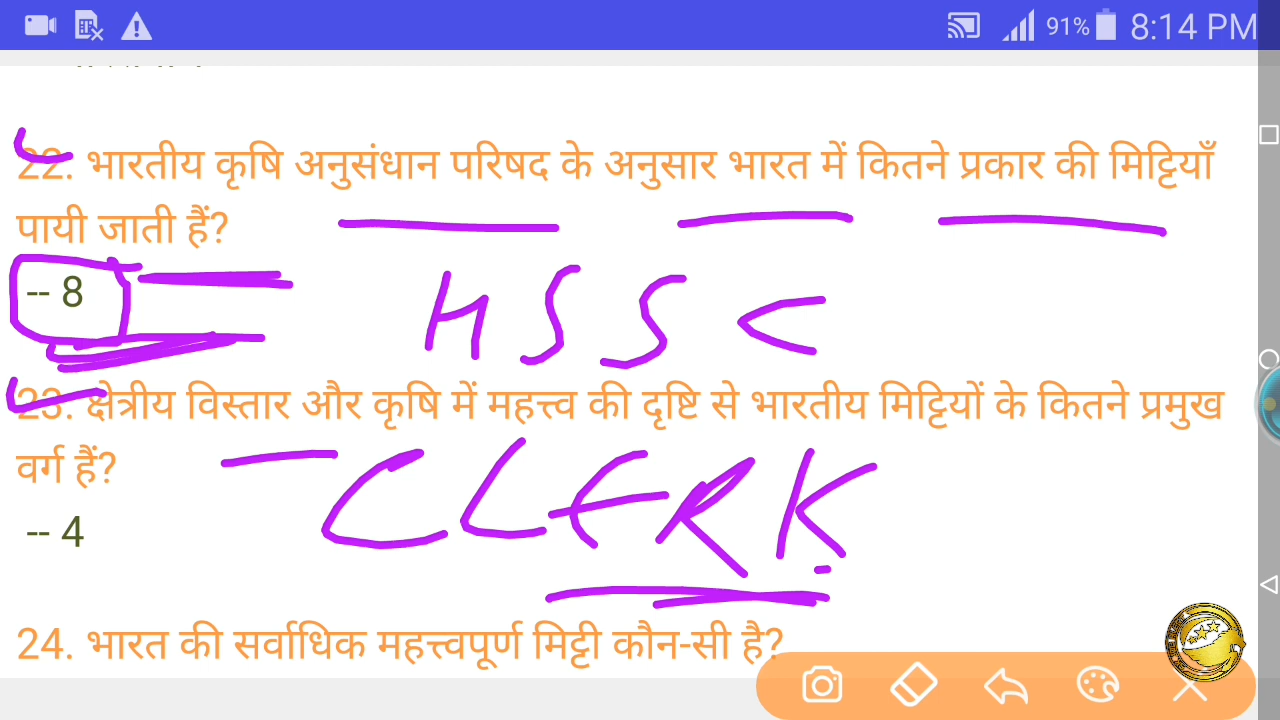 91% 8:14 PM
22. भारतीय कृषि अनुसंधान परिषद के अनुसार भारत में कितने प्रकार की मिट्टियाँ
पायी जाती हैं?
-- 8
HSSC
23. क्षेत्रीय विस्तार और कृषि में महत्त्व की दृष्टि से भारतीय मिट्टियों के कितने प्रमुख
वर्ग हैं?
CLERK
-- 4
24. भारत की सर्वाधिक महत्त्वपूर्ण मिट्टी कौन-सी है?